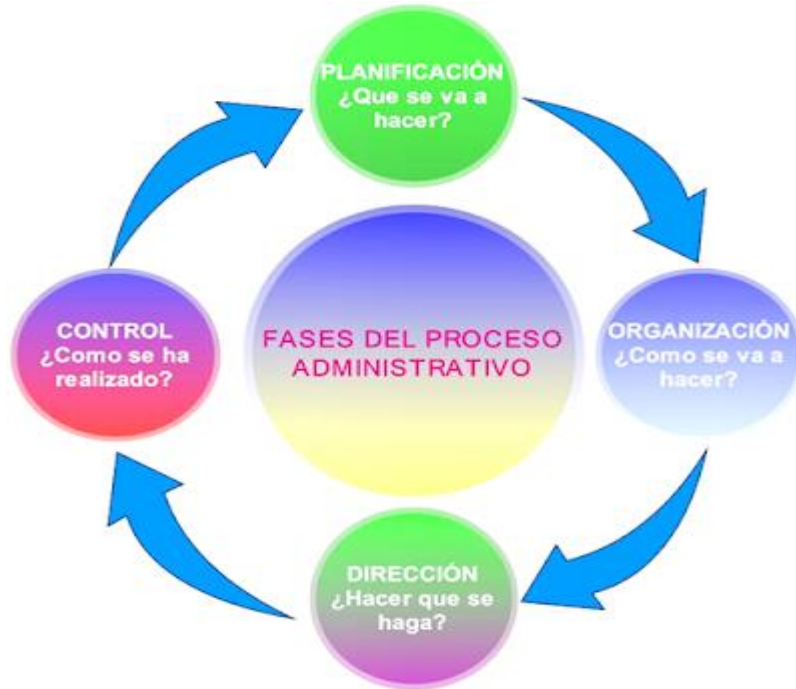 PLANIFICACIÓN
¿Que se va a
hacer?
CONTROL
¿Como se ha
realizado?
FASES DEL PROCESO
ADMINISTRATIVO
ORGANIZACIÓN
¿Como se va a
hacer?
DIRECCIÓN
¿Hacer que se
haga?